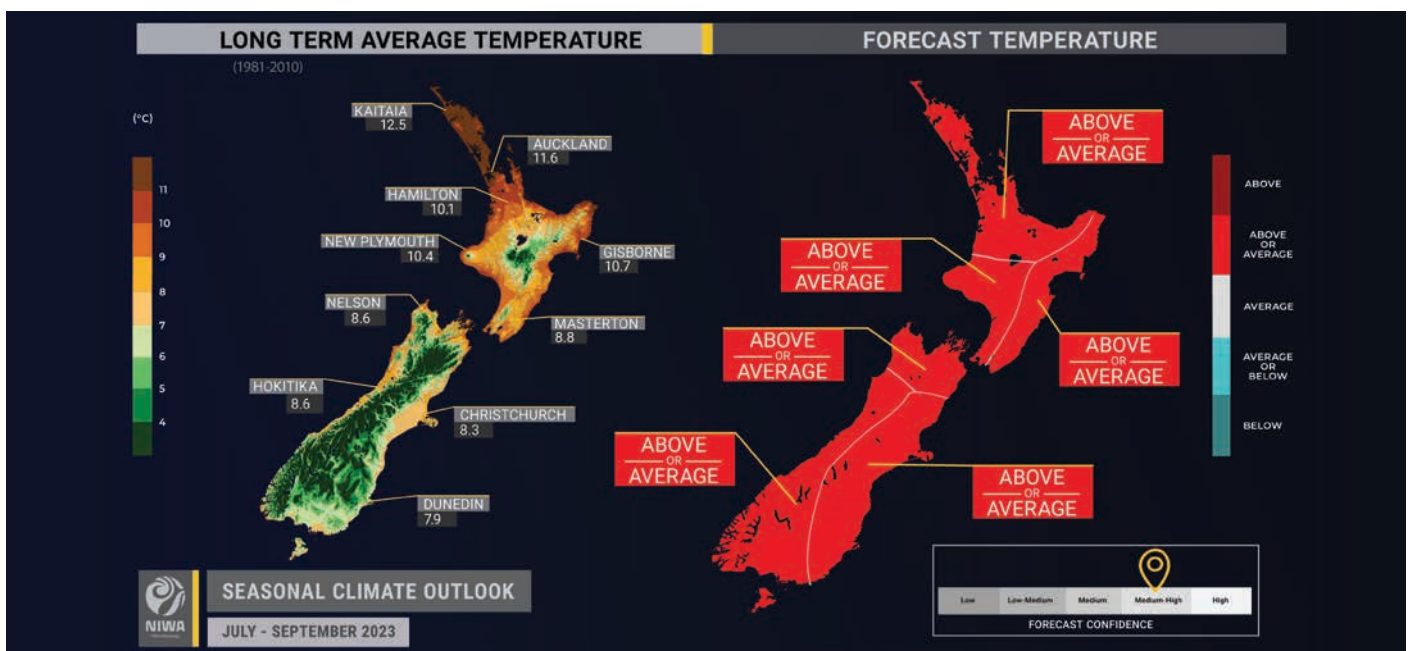 LONG TERM AVERAGE TEMPERATURE
(1981-2010)
(°C)
11
10
9
8
7
6
5
4
KAITAIA
12.5
AUCKLAND
11.6
HAMILTON
10.1
NEW PLYMOUTH
10.4
GISBORNE
10.7
NELSON
8.6
MASTERTON
8.8
HOKITIKA
8.6
CHRISTCHURCH
8.3
DUNEDIN
7.9
NIWA
SEASONAL CLIMATE OUTLOOK
JULY - SEPTEMBER 2023
FORECAST TEMPERATURE
ABOVE
OR
AVERAGE
ABOVE
OR
AVERAGE
ABOVE
OR
AVERAGE
ABOVE
OR
AVERAGE
ABOVE
OR
AVERAGE
ABOVE
OR
AVERAGE
ABOVE
ABOVE
OR
AVERAGE
AVERAGE
AVERAGE
OR
BELOW
BELOW
Low Low-Medium Medium Medium-High High
FORECAST CONFIDENCE